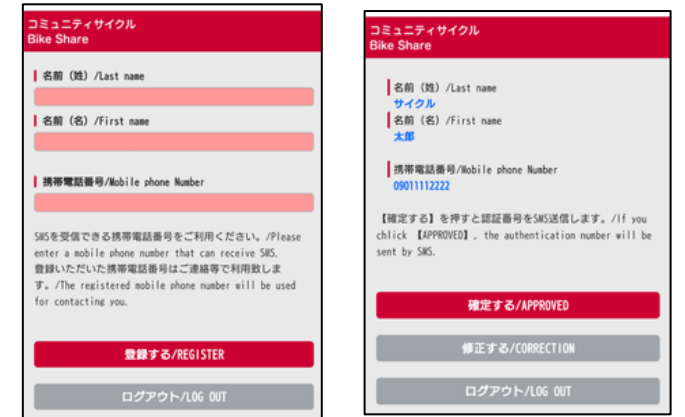 コミュニティサイクル
Bike Share
名前 (姓) /Last name
名前 (名) /First name
携帯電話番号/Mobile phone Number
SMSを受信できる携帯電話番号をご利用ください。/Please
enter a mobile phone number that can receive SMS.
登録いただいた携帯電話番号はご連絡等で利用致しま
す。/The registered mobile phone number will be used
for contacting you.
登録する/REGISTER
ログアウト/LOG OUT
コミュニティサイクル
Bike Share
名前 (姓) /Last name
サイクル
名前 (名) /First name
太郎
携帯電話番号/Mobile phone Number
09011112222
【確定する】を押すと認証番号をSMS送信します。/If you
chlick 【APPROVED】, the authentication number will be
sent by SMS.
確定する/APPROVED
修正する/CORRECTION
ログアウト/LOG OUT